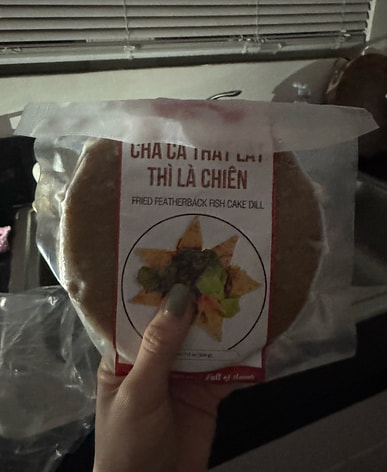 CHẢ CÁ THÁT LÁT
THÌ LÀ CHIÊN
FRIED FEATHERBACK FISH CAKE DILL